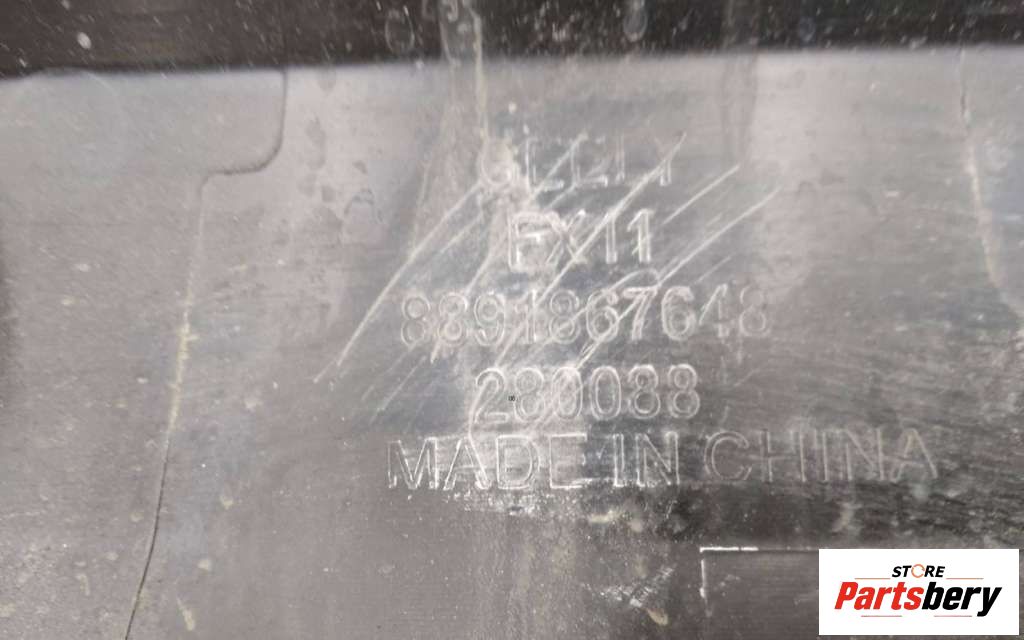 GEELY
FX11
8891867648
280088
MADE IN CHINA
STORE
Partsbery